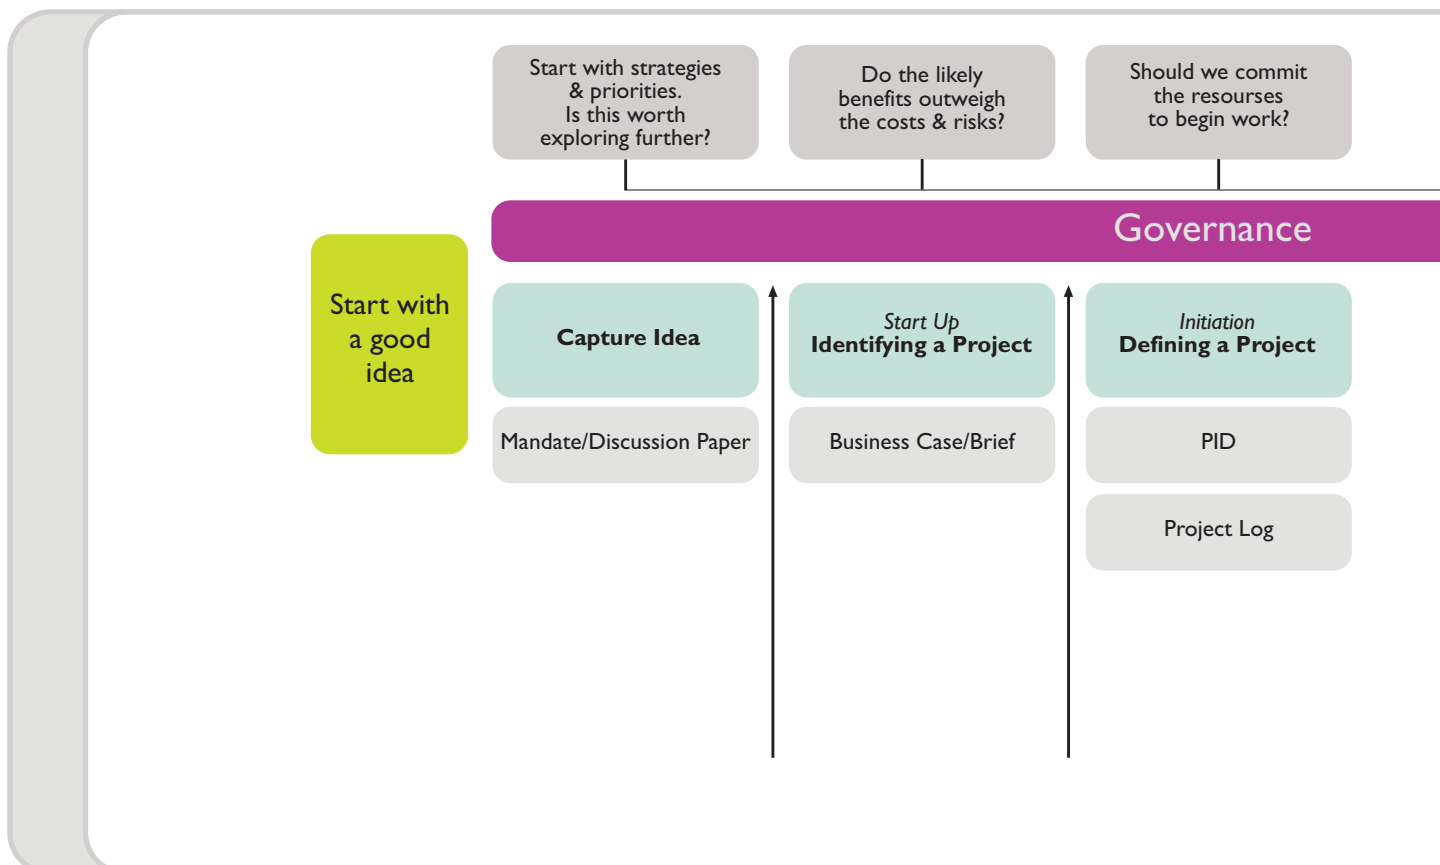 Start with strategies
& priorities.
Is this worth
exploring further?
Do the likely
benefits outweigh
the costs & risks?
Should we commit
the resourses
to begin work?
Governance
Start with
a good
idea
Capture Idea
Start Up
Identifying a Project
Initiation
Defining a Project
Mandate/Discussion Paper
Business Case/Brief
PID
Project Log